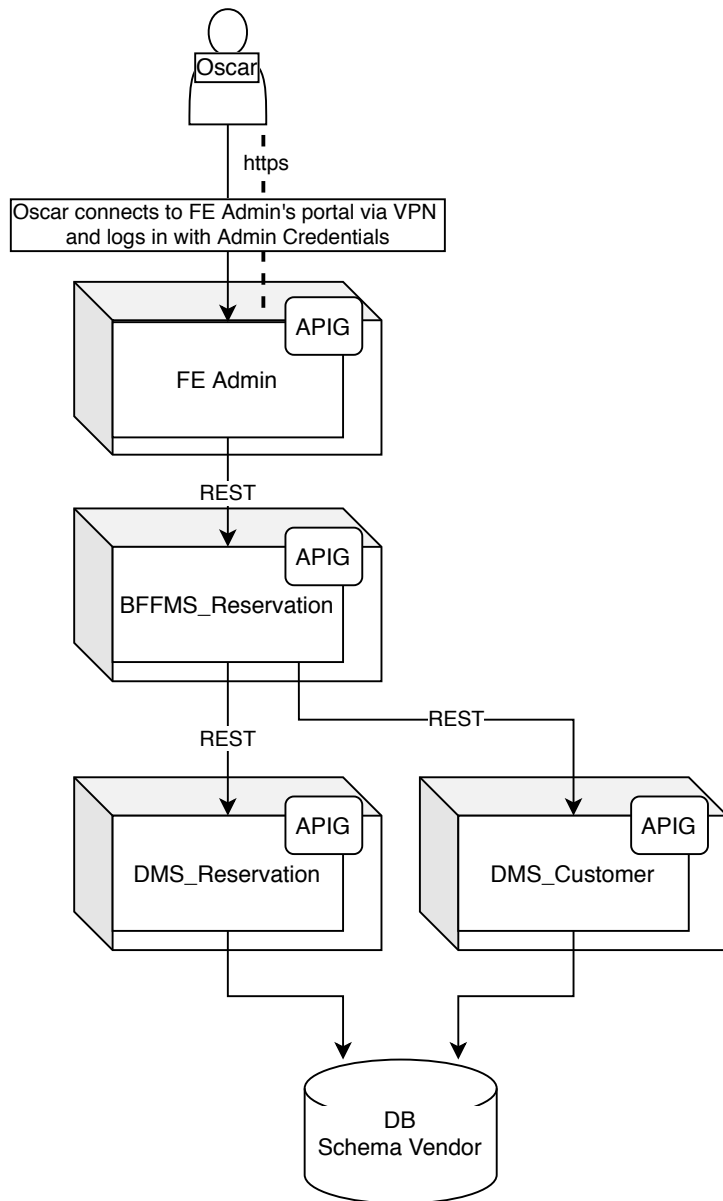 Oscar
https
Oscar connects to FE Admin's portal via VPN
and logs in with Admin Credentials
APIG
FE Admin
REST
APIG
BFFMS_Reservation
REST
REST
APIG
DMS_Reservation
APIG
DMS_Customer
DB
Schema Vendor